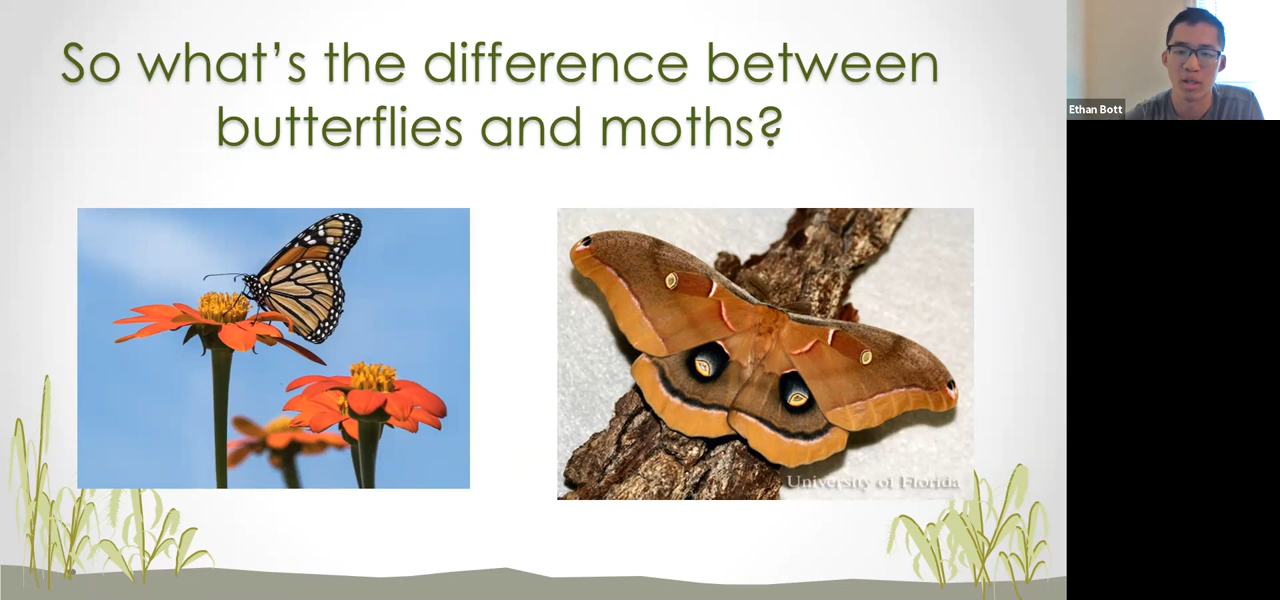 So what’s the difference between
butterflies and moths?
Ethan Bott
University of Florida